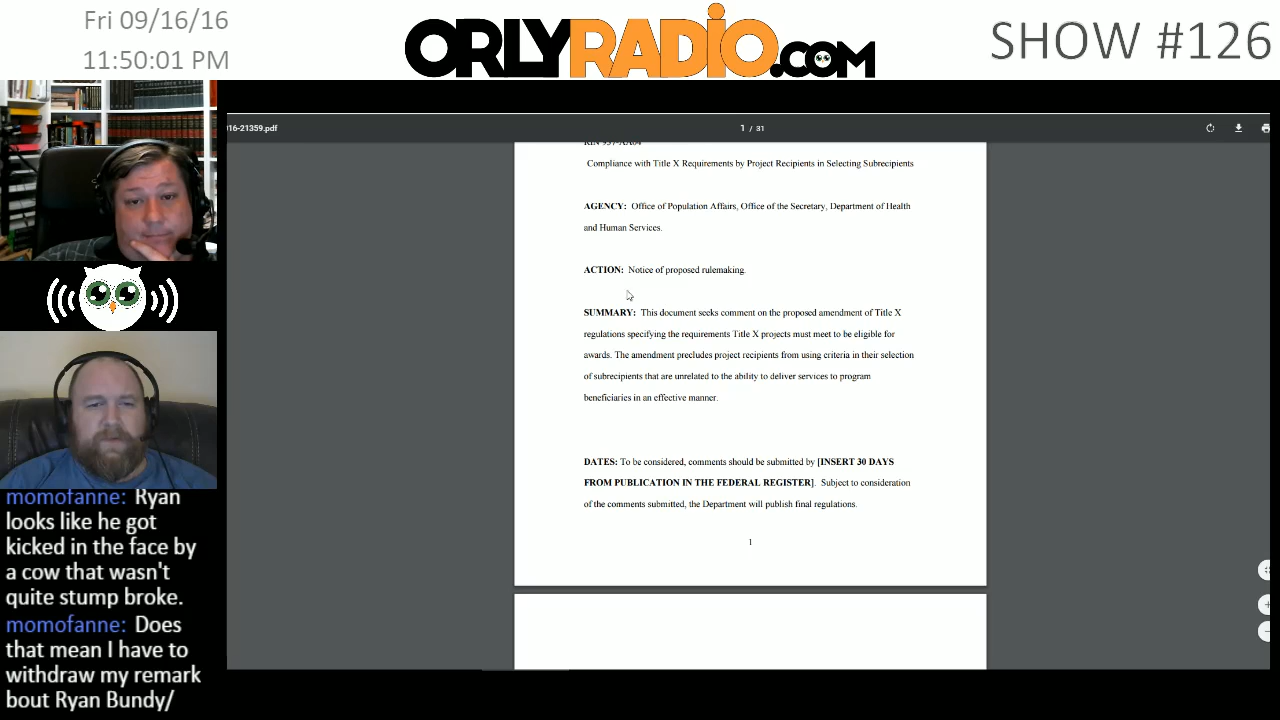 Fri 09/16/16
11:50:01 PM
ORLYRADIO.COM
SHOW #126
16-21359.pdf
1 / 31
Compliance with Title X Requirements by Project Recipients in Selecting Subrecipients
AGENCY: Office of Population Affairs, Office of the Secretary, Department of Health
and Human Services.
ACTION: Notice of proposed rulemaking.
SUMMARY: This document seeks comment on the proposed amendment of Title X
regulations specifying the requirements Title X projects must meet to be eligible for
awards. The amendment precludes project recipients from using criteria in their selection
of subrecipients that are unrelated to the ability to deliver services to program
beneficiaries in an effective manner.
DATES: To be considered, comments should be submitted by [INSERT 30 DAYS
FROM PUBLICATION IN THE FEDERAL REGISTER]. Subject to consideration
of the comments submitted, the Department will publish final regulations.
1
momofanne: Ryan
looks like he got
kicked in the face by
a cow that wasn't
quite stump broke.
momofanne: Does
that mean I have to
withdraw my remark
bout Ryan Bundy/